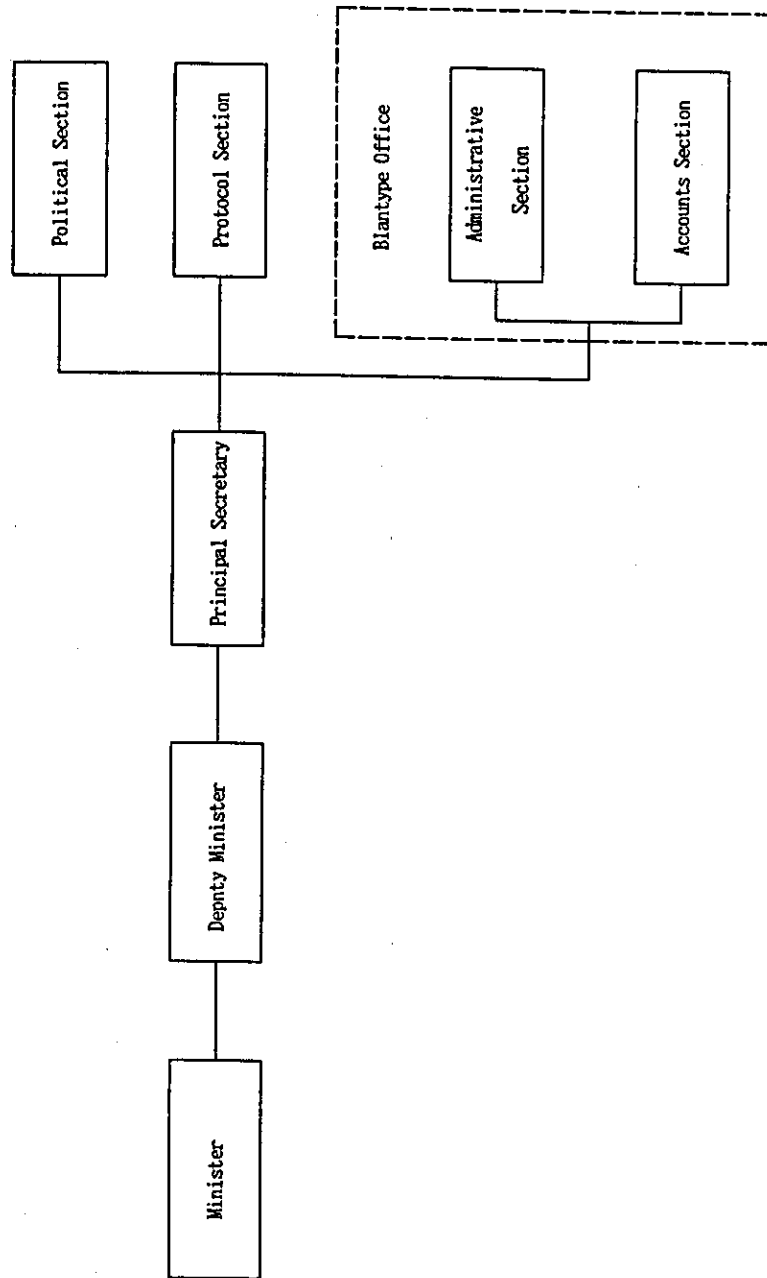 Minister
Depnty Minister
Principal Secretary
Political Section
Protocol Section
Blantype Office
Administrative
Section
Accounts Section